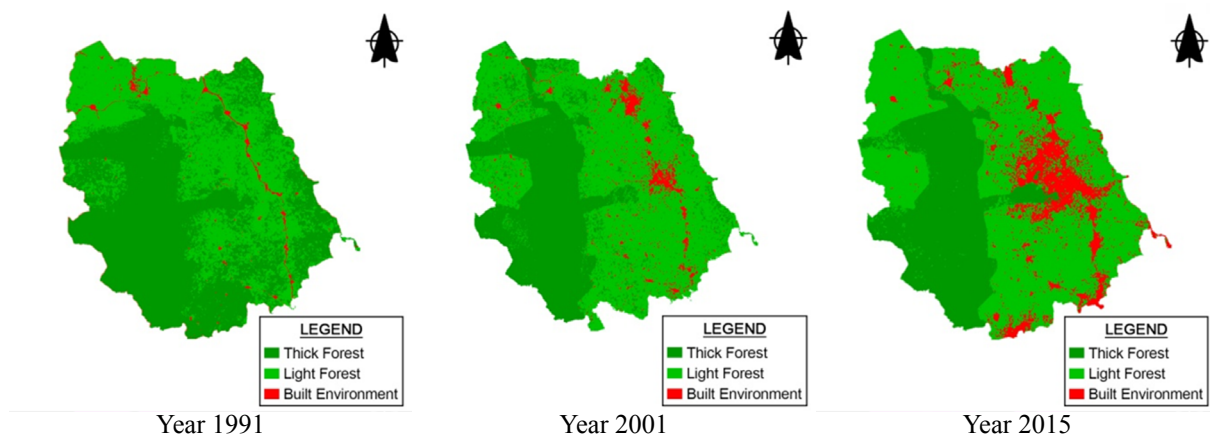 LEGEND
Thick Forest
Light Forest
Built Environment
Year 1991
LEGEND
Thick Forest
Light Forest
Built Environment
Year 2001
LEGEND
Thick Forest
Light Forest
Built Environment
Year 2015